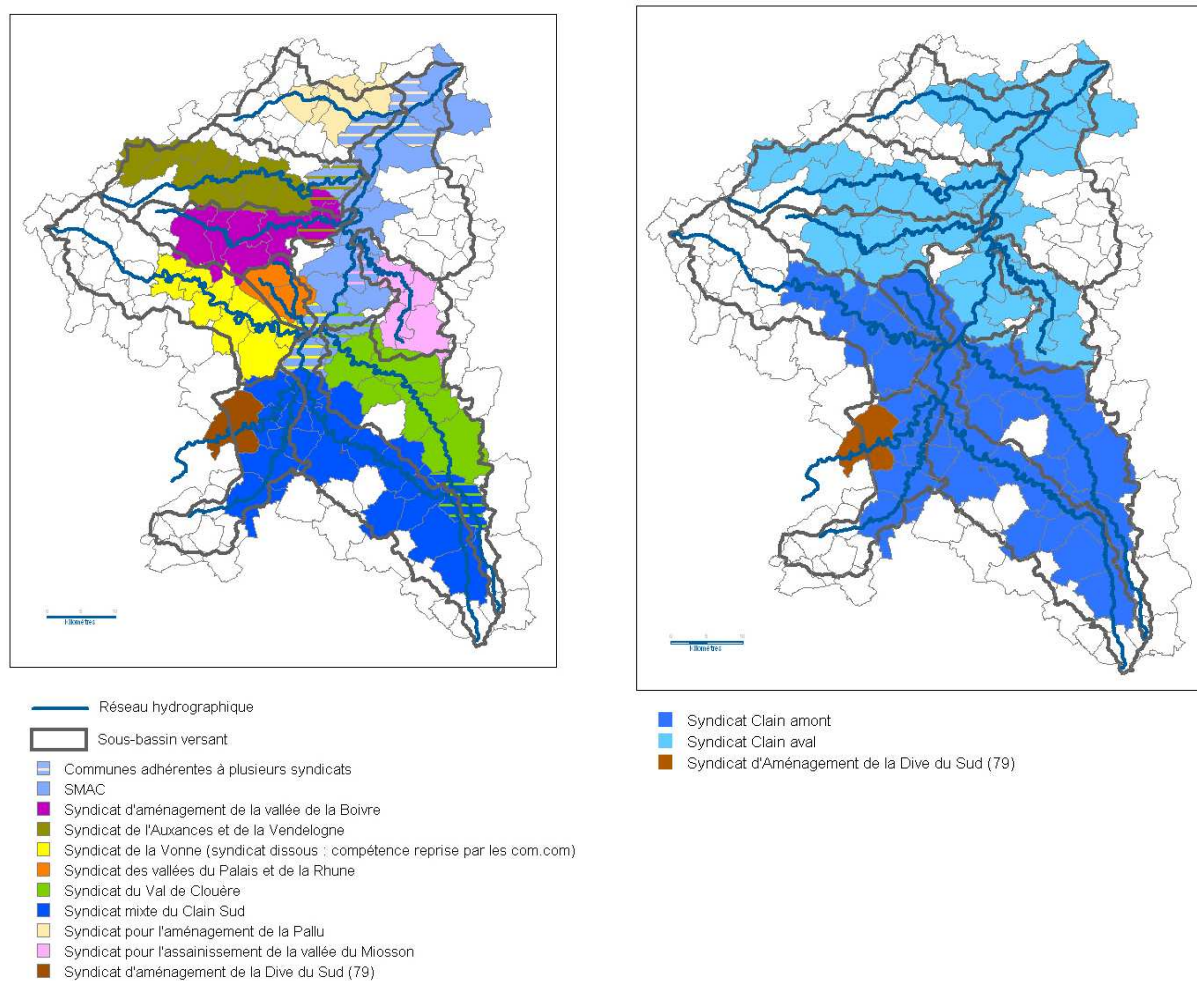 Kilomètres
Réseau hydrographique
Sous-bassin versant
Communes adhérentes à plusieurs syndicats
SMAC
Syndicat d'aménagement de la vallée de la Boivre
Syndicat de l'Auxances et de la Vendelogne
Syndicat de la Vonne (syndicat dissous : compétence reprise par les com.com)
Syndicat des vallées du Palais et de la Rhune
Syndicat du Val de Clouère
Syndicat mixte du Clain Sud
Syndicat pour l'aménagement de la Pallu
Syndicat pour l'assainissement de la vallée du Miosson
Syndicat d'aménagement de la Dive du Sud (79)
Kilomètres
Syndicat Clain amont
Syndicat Clain aval
Syndicat d'Aménagement de la Dive du Sud (79)